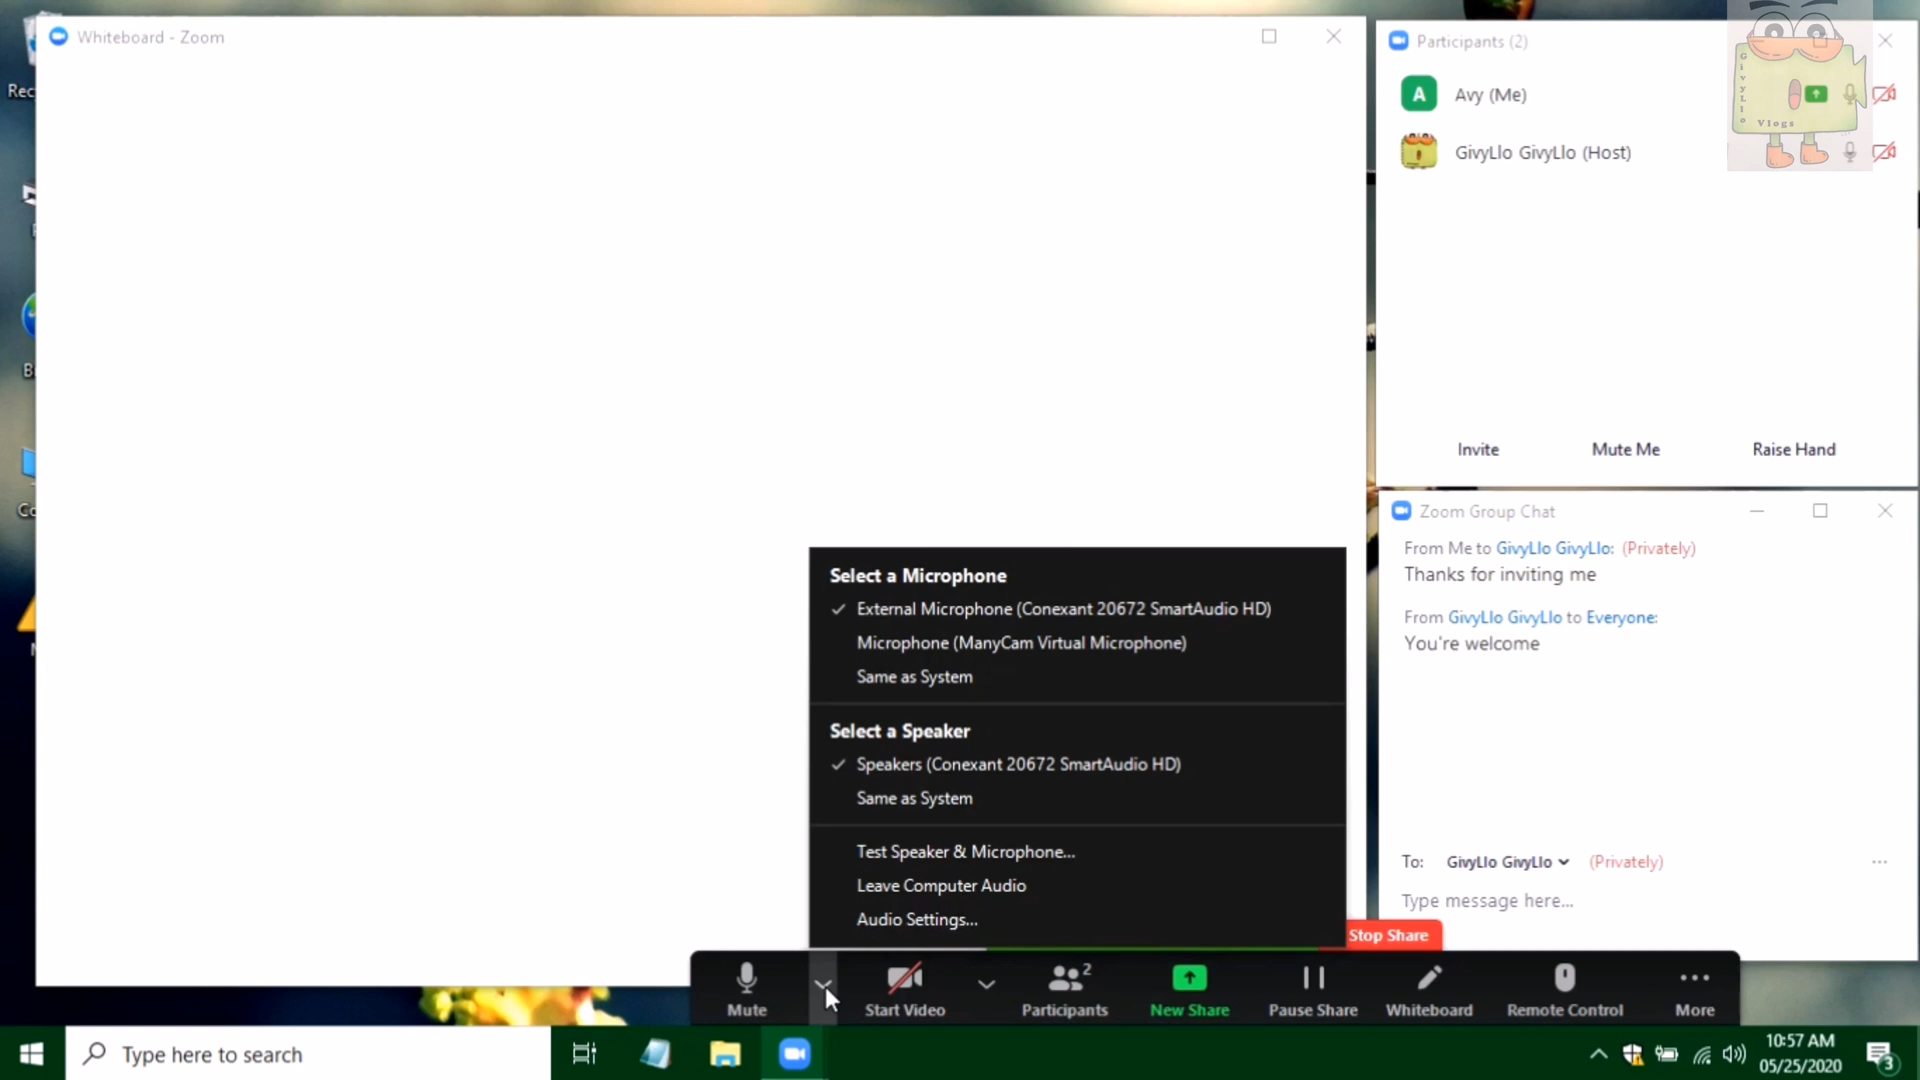 Whiteboard - Zoom
Participants (2)
A
Avy (Me)
GivyLlo GivyLlo (Host)
GivyLlo
Vlogs
Invite
Mute Me
Raise Hand
Zoom Group Chat
From Me to GivyLlo GivyLlo: (Privately)
Thanks for inviting me
From GivyLlo GivyLlo to Everyone:
You're welcome
To: GivyLlo GivyLlo (Privately)
Type message here...
Select a Microphone
External Microphone (Conexant 20672 SmartAudio HD)
Microphone (ManyCam Virtual Microphone)
Same as System
Select a Speaker
Speakers (Conexant 20672 SmartAudio HD)
Same as System
Test Speaker & Microphone...
Leave Computer Audio
Audio Settings...
Stop Share
Mute
Start Video
2
Participants
New Share
Pause Share
Whiteboard
Remote Control
More
Type here to search
10:57 AM
05/25/2020
3